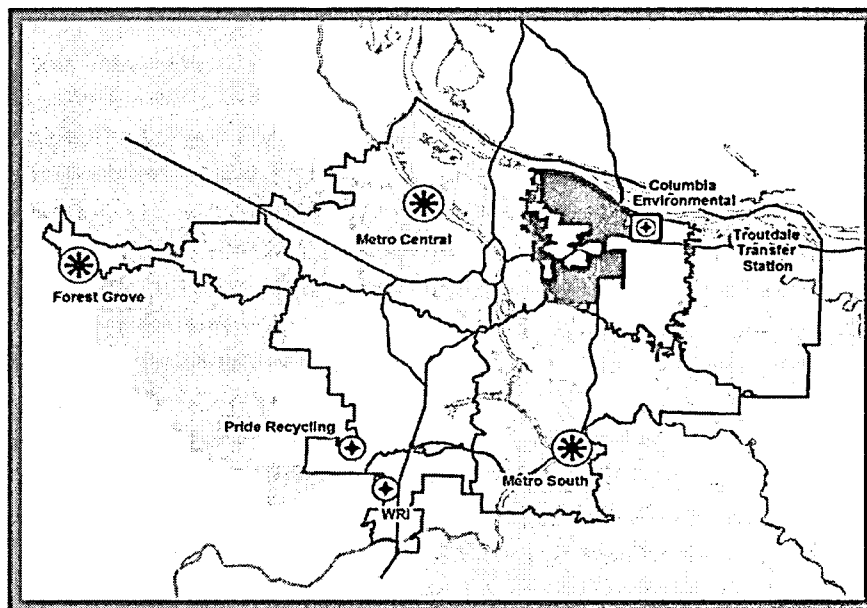 Columbia
Environmental
Metro Central
Troutdale
Transfer
Station
Forest Grove
Pride Recycling
Metro South
WRI